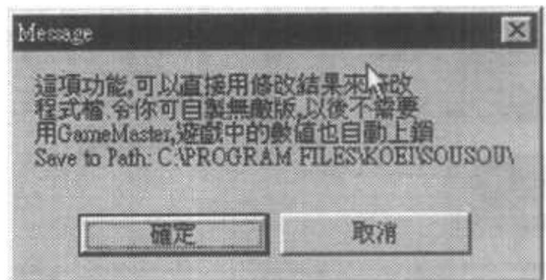 Message
這項功能,可以直接用修改結果來修改
程式檔.令你可自製無敵版,以後不需要
用GameMaster,遊戲中的數值也自動上鎖
Save to Path: C:\PROGRAM FILES\KOEI\SOUSOU\
確定
取消